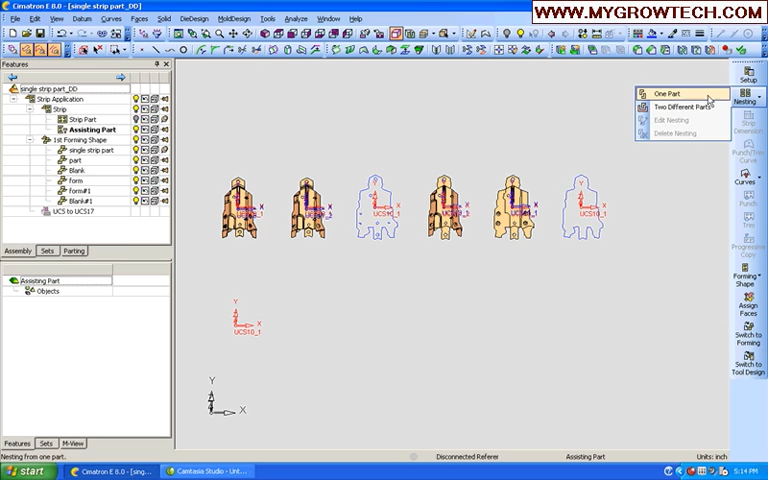 Cimatron E 8.0 - [single strip part_DD]
WWW.MYGROWTECH.COM
File Edit View Datum Curves Faces Solid DieDesign MoldDesign Tools Analyze Window Help
Features
single strip part_DD
Strip Application
Strip
Strip Part
Assisting Part
1st Forming Shape
single strip part
part
Blank
form
form#1
Blank#1
UCS to UCS17
Assembly Sets Parting
Assisting Part
Objects
Features Sets M-View
One Part
Two Different Parts
Edit Nesting
Delete Nesting
Setup
Nesting
Strip Dimension
Punch/Trim Curve
Curves
Punch
Trim
Progressive Copy
Forming Shape
Assign Faces
Switch to Forming
Switch to Tool Design
Y
X
UCS10_1
Y
X
Nesting from one part.
Disconnected Referer
Assisting Part
Units: inch
start
Cimatron E 8.0 - [sing...
Camtasia Studio - Unt...
5:14 PM